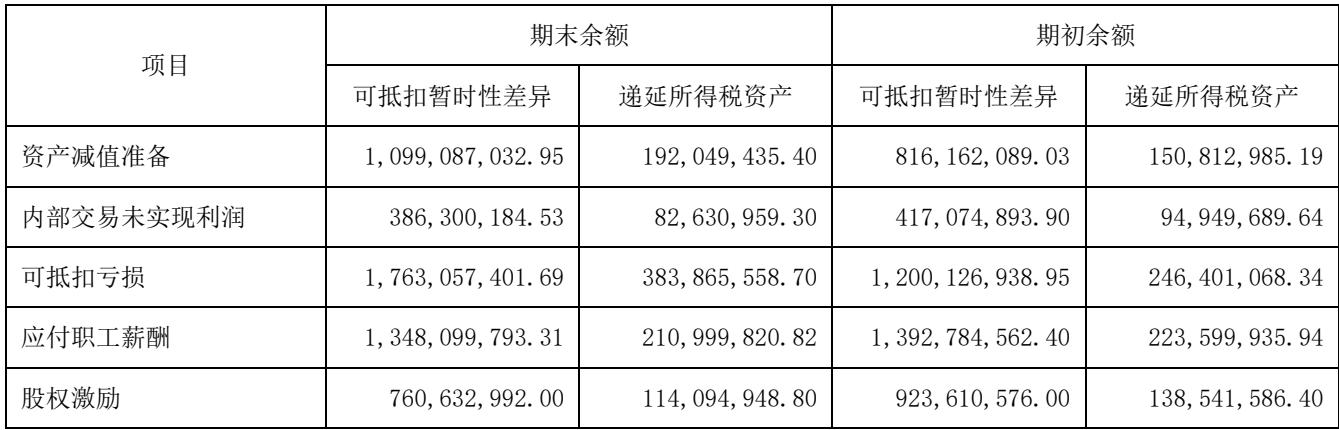 项目 期末余额 期初余额
可抵扣暂时性差异 递延所得税资产 可抵扣暂时性差异 递延所得税资产
资产减值准备 1,099,087,032.95 192,049,435.40 816,162,089.03 150,812,985.19
内部交易未实现利润 386,300,184.53 82,630,959.30 417,074,893.90 94,949,689.64
可抵扣亏损 1,763,057,401.69 383,865,558.70 1,200,126,938.95 246,401,068.34
应付职工薪酬 1,348,099,793.31 210,999,820.82 1,392,784,562.40 223,599,935.94
股权激励 760,632,992.00 114,094,948.80 923,610,576.00 138,541,586.40